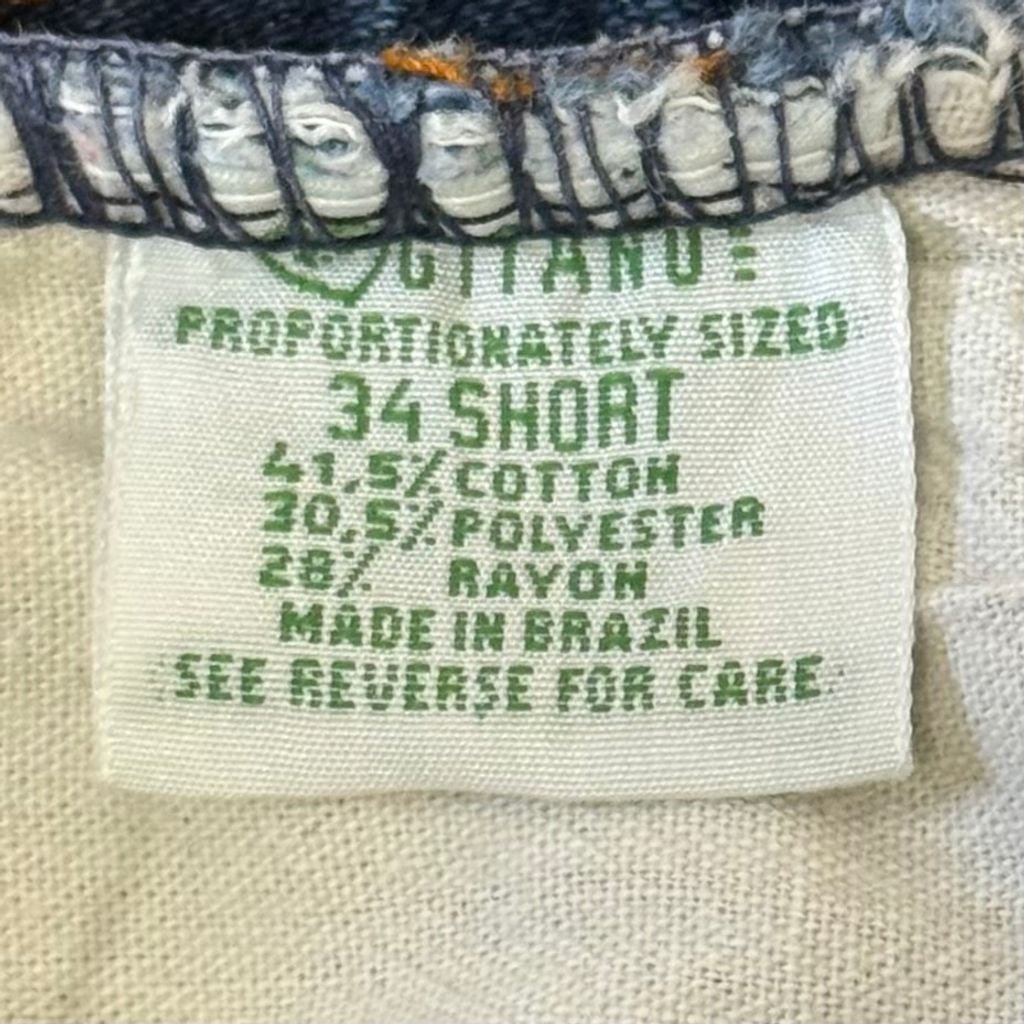 GITANO
PROPORTIONATELY SIZED
34 SHORT
41,5% COTTON
30,5% POLYESTER
28% RAYON
MADE IN BRAZIL
SEE REVERSE FOR CARE